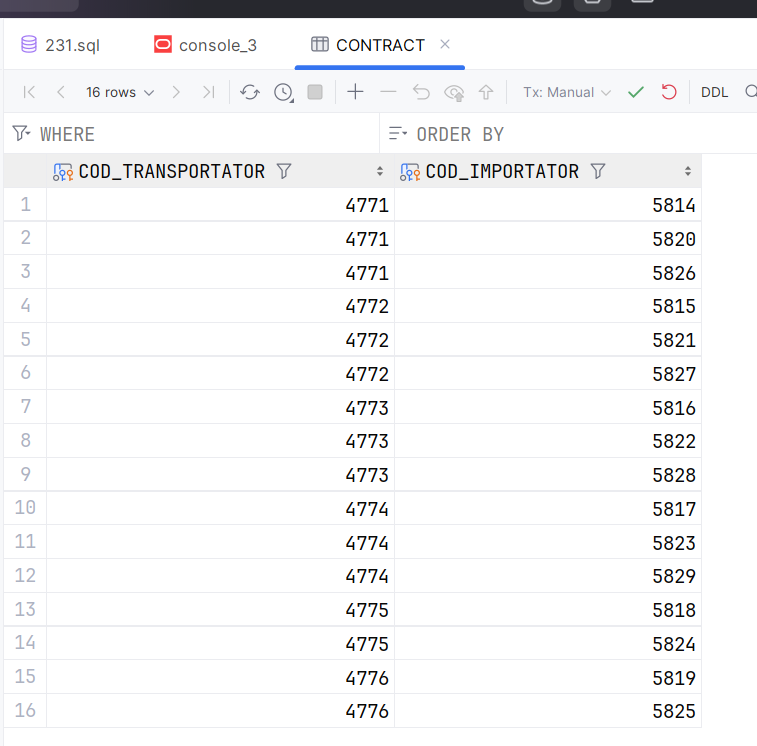 231.sql console_3 CONTRACT
16 rows Tx: Manual DDL
WHERE ORDER BY
COD_TRANSPORTATOR COD_IMPORTATOR
1 4771 5814
2 4771 5820
3 4771 5826
4 4772 5815
5 4772 5821
6 4772 5827
7 4773 5816
8 4773 5822
9 4773 5828
10 4774 5817
11 4774 5823
12 4774 5829
13 4775 5818
14 4775 5824
15 4776 5819
16 4776 5825